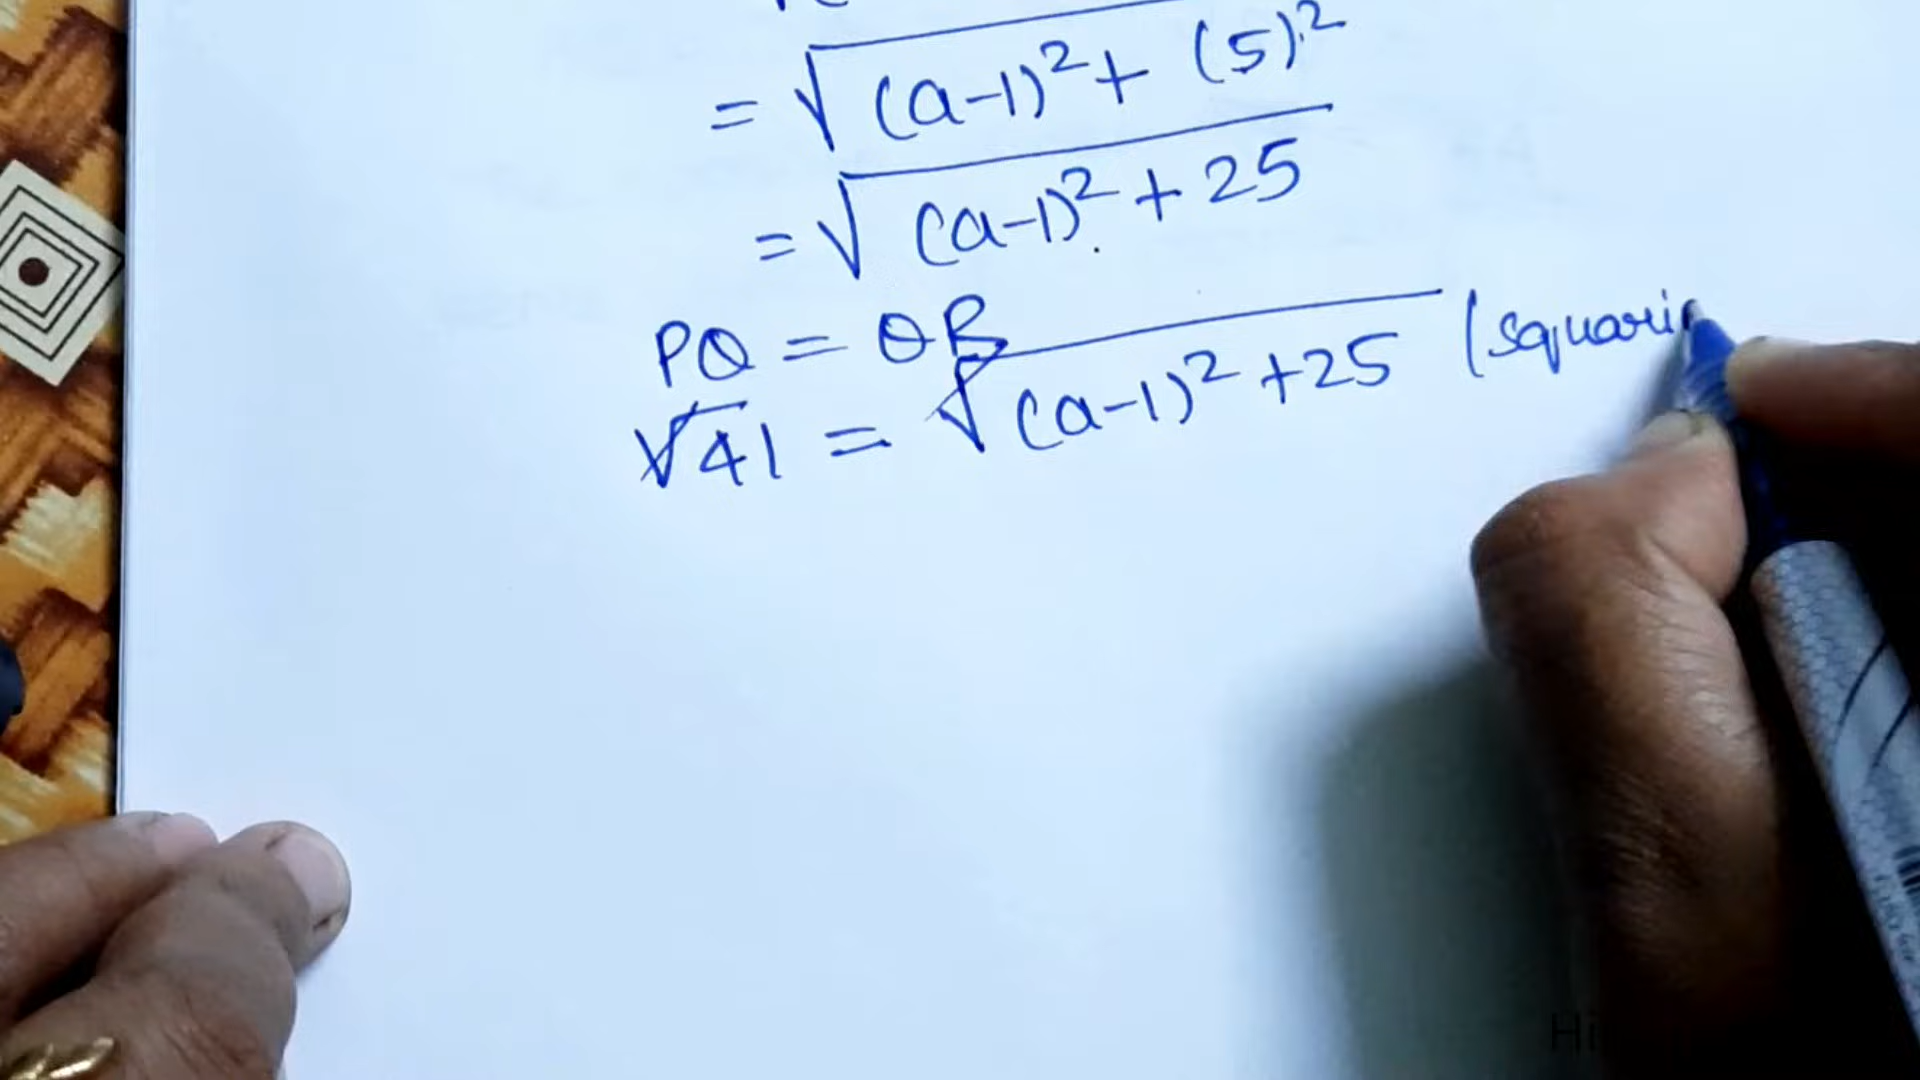 = √(a-1)² + (5)²
= √(a-1)² + 25
PQ = QR
√41 = √(a-1)² +25 (squari